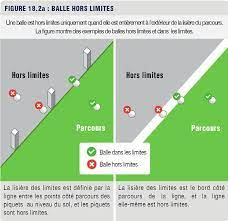 FIGURE 18.2a : BALLE HORS LIMITES
Une balle est hors limites uniquement quand elle est entièrement à l'extérieur de la lisière du parcours.
La figure montre des exemples de balles hors limites et dans les limites.
Hors limites
Hors limites
Parcours
Parcours
Balle dans les limites
Balle hors limites
La lisière des limites est définie par la
ligne entre les points côté parcours des
piquets au niveau du sol, et les piquets
sont hors limites.
La lisière des limites est le bord côté
parcours de la ligne, et la ligne
elle-même est hors limites.